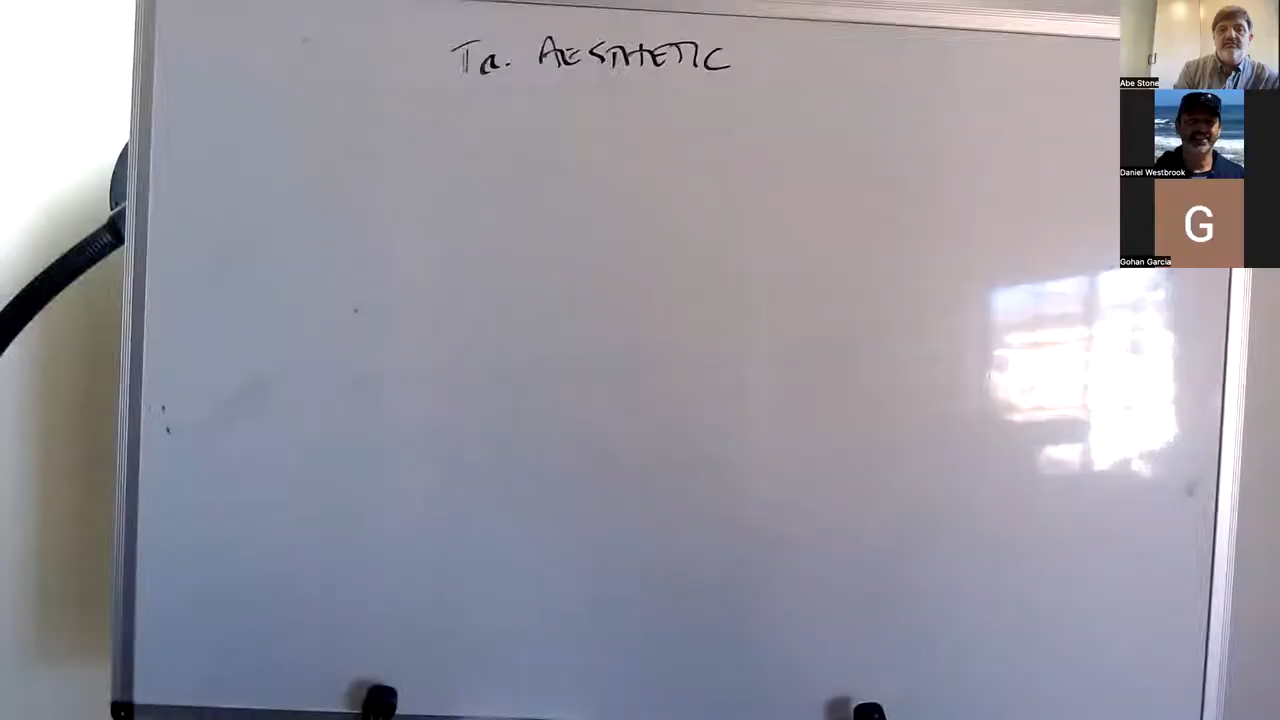 Tr. AESTHETIC
Abe Stone
Daniel Westbrook
G
Gohan Garcia